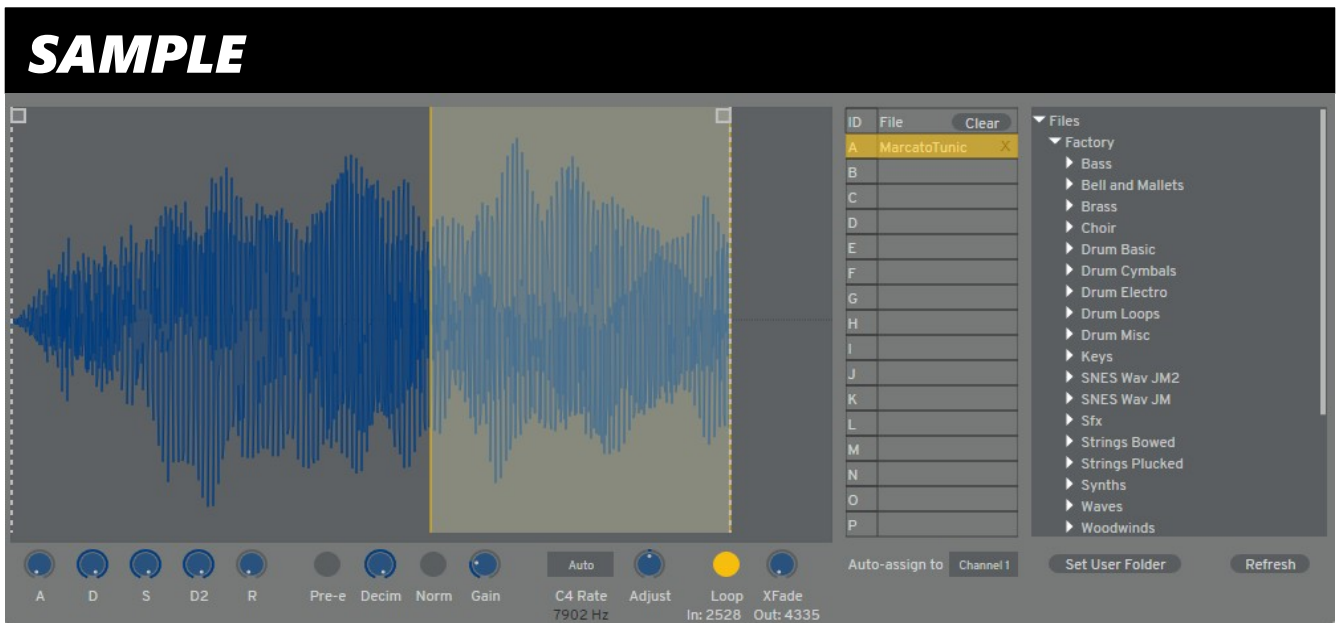 SAMPLE
ID File Clear
A MarcatoTunic X
B
C
D
E
F
G
H
I
J
K
L
M
N
O
P
Files
Factory
Bass
Bell and Mallets
Brass
Choir
Drum Basic
Drum Cymbals
Drum Electro
Drum Loops
Drum Misc
Keys
SNES Wav JM2
SNES Wav JM
Sfx
Strings Bowed
Strings Plucked
Synths
Waves
Woodwinds
A D S D2 R Pre-e Decim Norm Gain
Auto
C4 Rate Adjust Loop XFade
7902 Hz In: 2528 Out: 4335
Auto-assign to Channel 1
Set User Folder Refresh